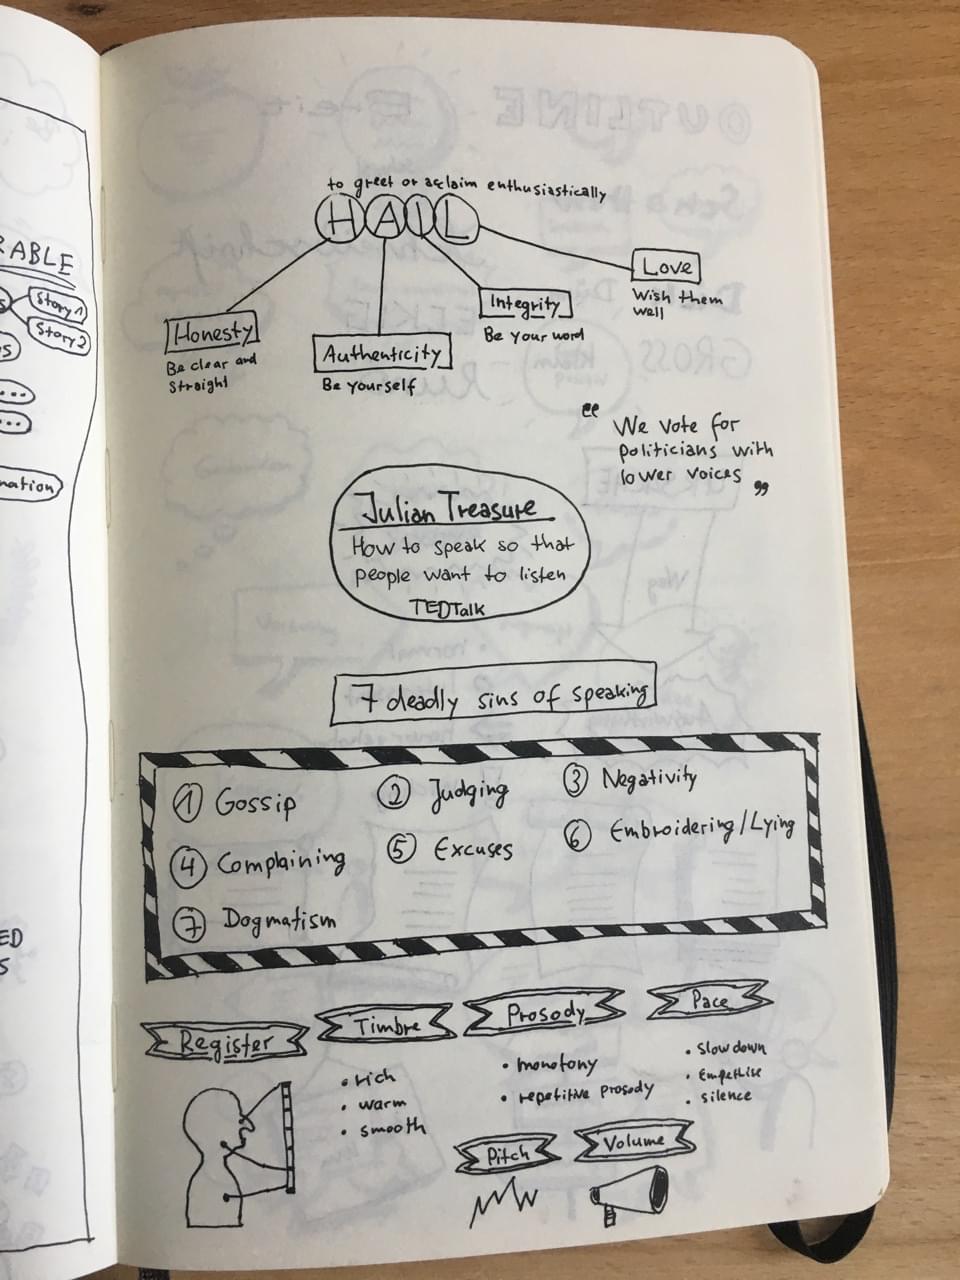 RABLE
Story 1
Story 2
to greet or acclaim enthusiastically
HAIL
Honesty
Be clear and
straight
Authenticity
Be yourself
Integrity
Be your word
Love
Wish them
well
"We vote for
politicians with
lower voices"
Julian Treasure
How to speak so that
people want to listen
TEDTalk
7 deadly sins of speaking
1 Gossip
2 Judging
3 Negativity
4 Complaining
5 Excuses
6 Embroidering/Lying
7 Dogmatism
Register
Timbre
• rich
• warm
• smooth
Prosody
• monotony
• repetitive prosody
Pace
• Slow down
• silence
Pitch
Volume